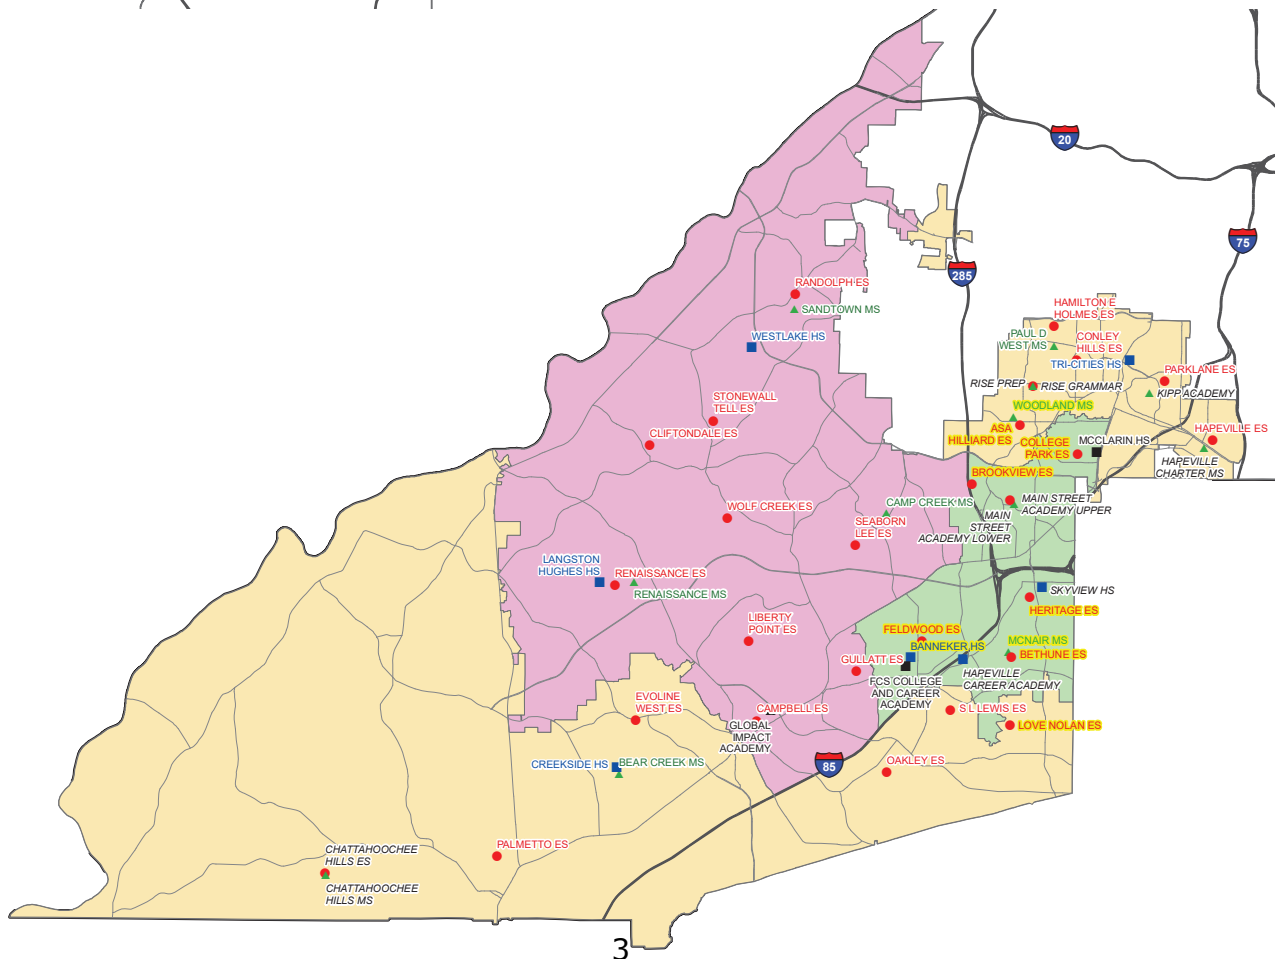 20
75
285
RANDOLPH ES
SANDTOWN MS
WESTLAKE HS
HAMILTON E
HOLMES ES
PAUL D
WEST MS
CONLEY
HILLS ES
TRI-CITIES HS
PARKLANE ES
RISE PREP
RISE GRAMMAR
KIPP ACADEMY
STONEWALL
TELL ES
WOODLAND MS
CLIFTONDALE ES
ASA
HILLIARD ES
COLLEGE
PARK ES
MCCLARIN HS
HAPEVILLE ES
HAPEVILLE
CHARTER MS
BROOKVIEW ES
WOLF CREEK ES
CAMP CREEK MS
MAIN STREET
ACADEMY UPPER
MAIN
STREET
ACADEMY LOWER
SEABORN
LEE ES
LANGSTON
HUGHES HS
RENAISSANCE ES
RENAISSANCE MS
SKYVIEW HS
HERITAGE ES
LIBERTY
POINT ES
FELDWOOD ES
BANNEKER HS
MCNAIR MS
BETHUNE ES
GULLATT ES
HAPEVILLE
CAREER ACADEMY
FCS COLLEGE
AND CAREER
ACADEMY
EVOLINE
WEST ES
CAMPBELL ES
GLOBAL
IMPACT
ACADEMY
S L LEWIS ES
LOVE NOLAN ES
CREEKSIDE HS
BEAR CREEK MS
85
OAKLEY ES
PALMETTO ES
CHATTAHOOCHEE
HILLS ES
CHATTAHOOCHEE
HILLS MS
3